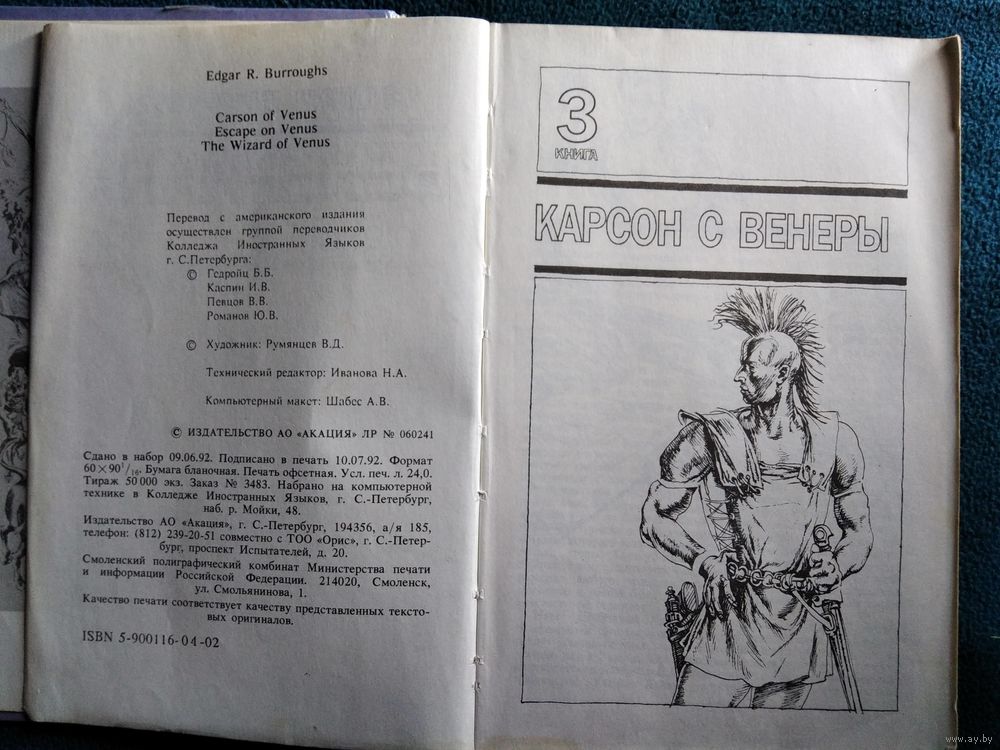 Edgar R. Burroughs
Carson of Venus
Escape on Venus
The Wizard of Venus
Перевод с американского издания
осуществлен группой переводчиков
Колледжа Иностранных Языков
г. С.Петербурга:
© Гедройц Б.Б.
Каспин И.В.
Певцов В.В.
Романов Ю.В.
© Художник: Румянцев В.Д.
Технический редактор: Иванова Н.А.
Компьютерный макет: Шабес А.В.
© ИЗДАТЕЛЬСТВО АО «АКАЦИЯ» ЛР № 060241
Сдано в набор 09.06.92. Подписано в печать 10.07.92. Формат
60×90¹/₁₆. Бумага бланочная. Печать офсетная. Усл. печ. л. 24,0.
Тираж 50 000 экз. Заказ № 3483. Набрано на компьютерной
технике в Колледже Иностранных Языков, г. С.-Петербург,
наб. р. Мойки, 48.
Издательство АО «Акация», г. С.-Петербург, 194356, а/я 185,
телефон: (812) 239-20-51 совместно с ТОО «Орис», г. С.-Петер-
бург, проспект Испытателей, д. 20.
Смоленский полиграфический комбинат Министерства печати
и информации Российской Федерации. 214020, Смоленск,
ул. Смольянинова, 1.
Качество печати соответствует качеству представленных тексто-
вых оригиналов.
ISBN 5-900116-04-02
3
КНИГА
КАРСОН С ВЕНЕРЫ
www.ay.by